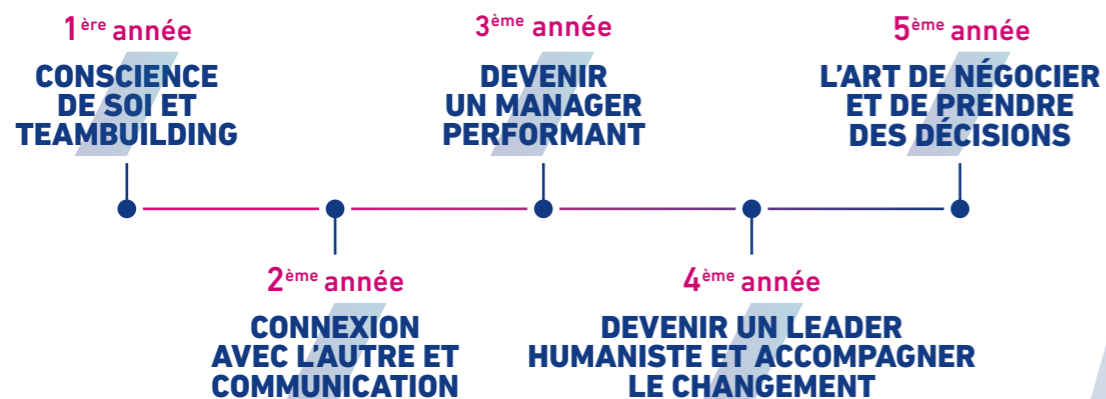 1ère année
CONSCIENCE
DE SOI ET
TEAMBUILDING
2ème année
CONNEXION
AVEC L'AUTRE ET
COMMUNICATION
3ème année
DEVENIR
UN MANAGER
PERFORMANT
4ème année
DEVENIR UN LEADER
HUMANISTE ET ACCOMPAGNER
LE CHANGEMENT
5ème année
L'ART DE NÉGOCIER
ET DE PRENDRE
DES DÉCISIONS